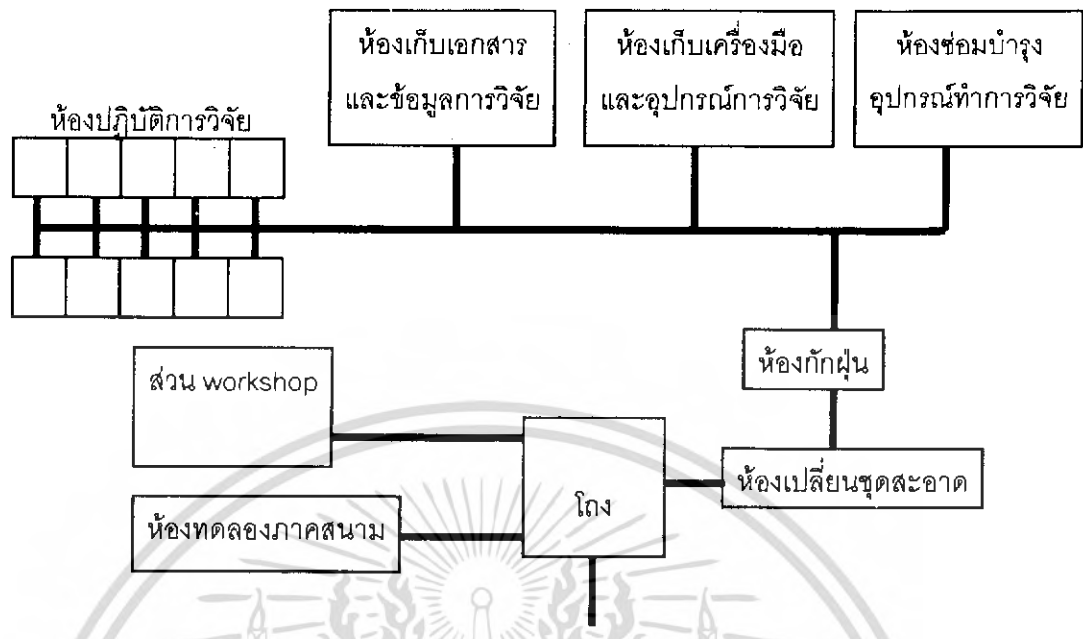 ห้องเก็บเอกสาร
และข้อมูลการวิจัย
ห้องเก็บเครื่องมือ
และอุปกรณ์การวิจัย
ห้องซ่อมบำรุง
อุปกรณ์ทำการวิจัย
ห้องปฎิบัติการวิจัย
ห้องกักฝุ่น
ส่วน workshop
ห้องเปลี่ยนชุดสะอาด
โถง
ห้องทดลองภาคสนาม